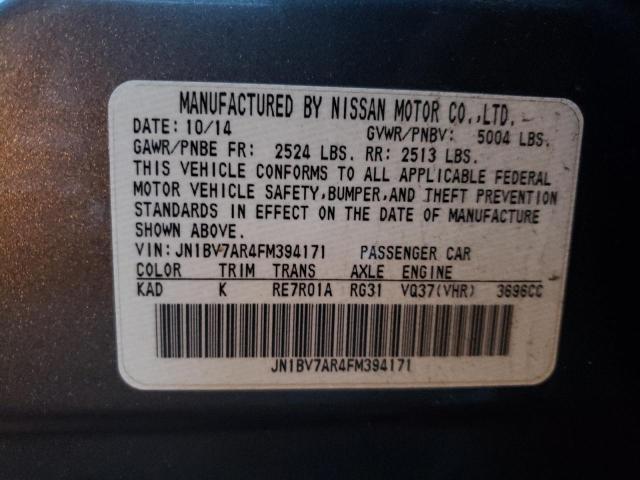 MANUFACTURED BY NISSAN MOTOR CO.,LTD.
DATE: 10/14 GVWR/PNBV: 5004 LBS.
GAWR/PNBE FR: 2524 LBS. RR: 2513 LBS.
THIS VEHICLE CONFORMS TO ALL APPLICABLE FEDERAL
MOTOR VEHICLE SAFETY,BUMPER,AND THEFT PREVENTION
STANDARDS IN EFFECT ON THE DATE OF MANUFACTURE
SHOWN ABOVE.
VIN: JN1BV7AR4FM394171 PASSENGER CAR
COLOR TRIM TRANS AXLE ENGINE
KAD K RE7R01A RG31 VQ37(VHR) 3696CC
JN1BV7AR4FM394171